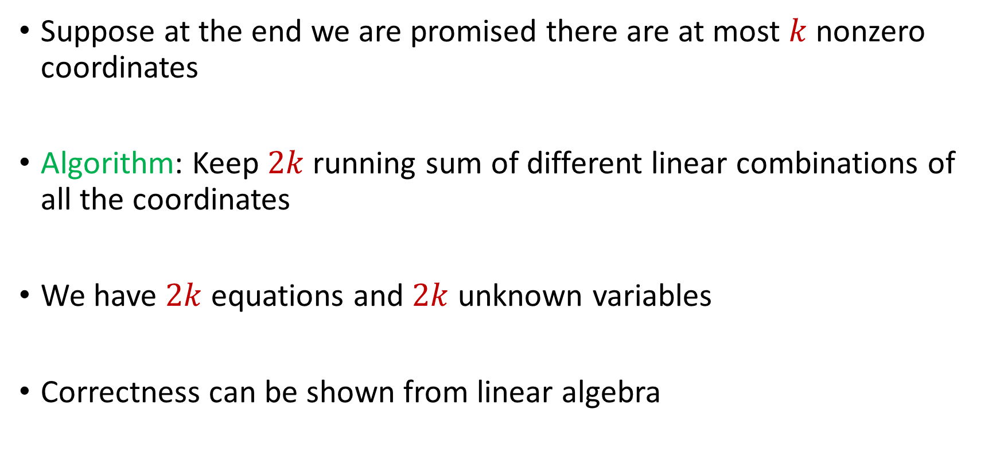 • Suppose at the end we are promised there are at most k nonzero
coordinates
• Algorithm: Keep 2k running sum of different linear combinations of
all the coordinates
• We have 2k equations and 2k unknown variables
• Correctness can be shown from linear algebra